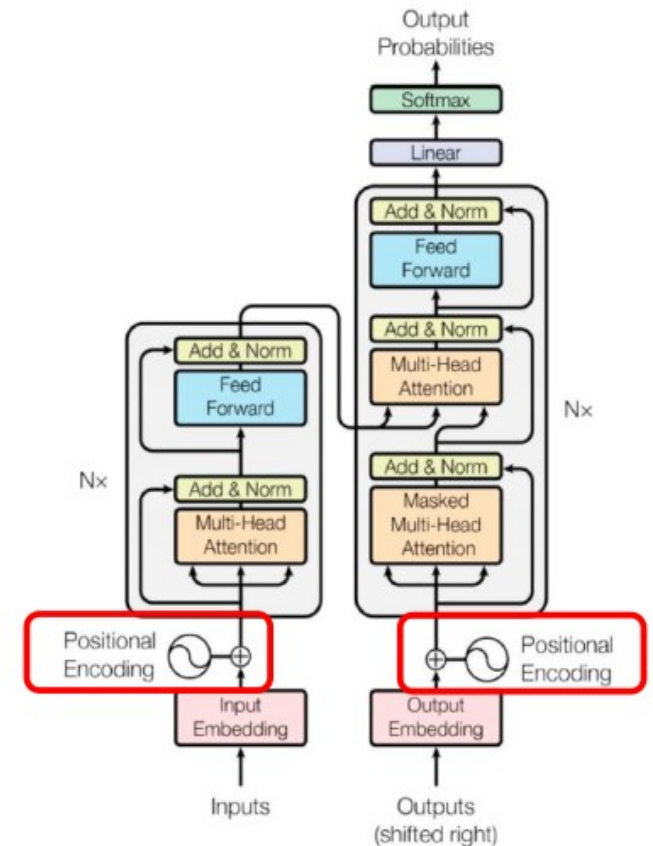 Output
Probabilities
Softmax
Linear
Add & Norm
Feed
Forward
Add & Norm
Multi-Head
Attention
Add & Norm
Masked
Multi-Head
Attention
Nx
Add & Norm
Feed
Forward
Add & Norm
Multi-Head
Attention
Nx
Positional
Encoding
Positional
Encoding
Input
Embedding
Output
Embedding
Inputs
Outputs
(shifted right)